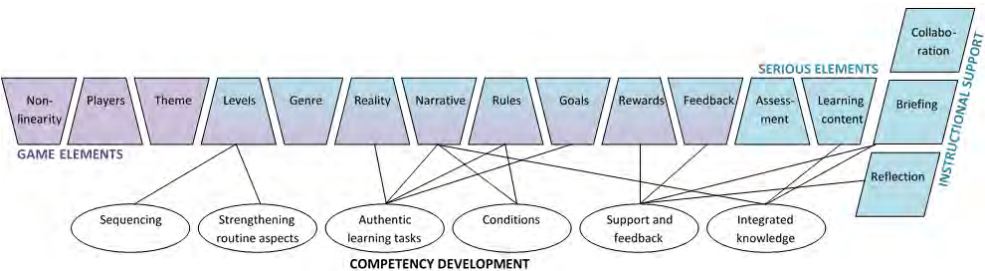 Collabo-
ration
SERIOUS ELEMENTS
INSTRUCTIONAL SUPPORT
Non-
linearity
Players
Theme
Levels
Genre
Reality
Narrative
Rules
Goals
Rewards
Feedback
Assess-
ment
Learning
content
Briefing
GAME ELEMENTS
Reflection
Sequencing
Strengthening
routine aspects
Authentic
learning tasks
Conditions
Support and
feedback
Integrated
knowledge
COMPETENCY DEVELOPMENT